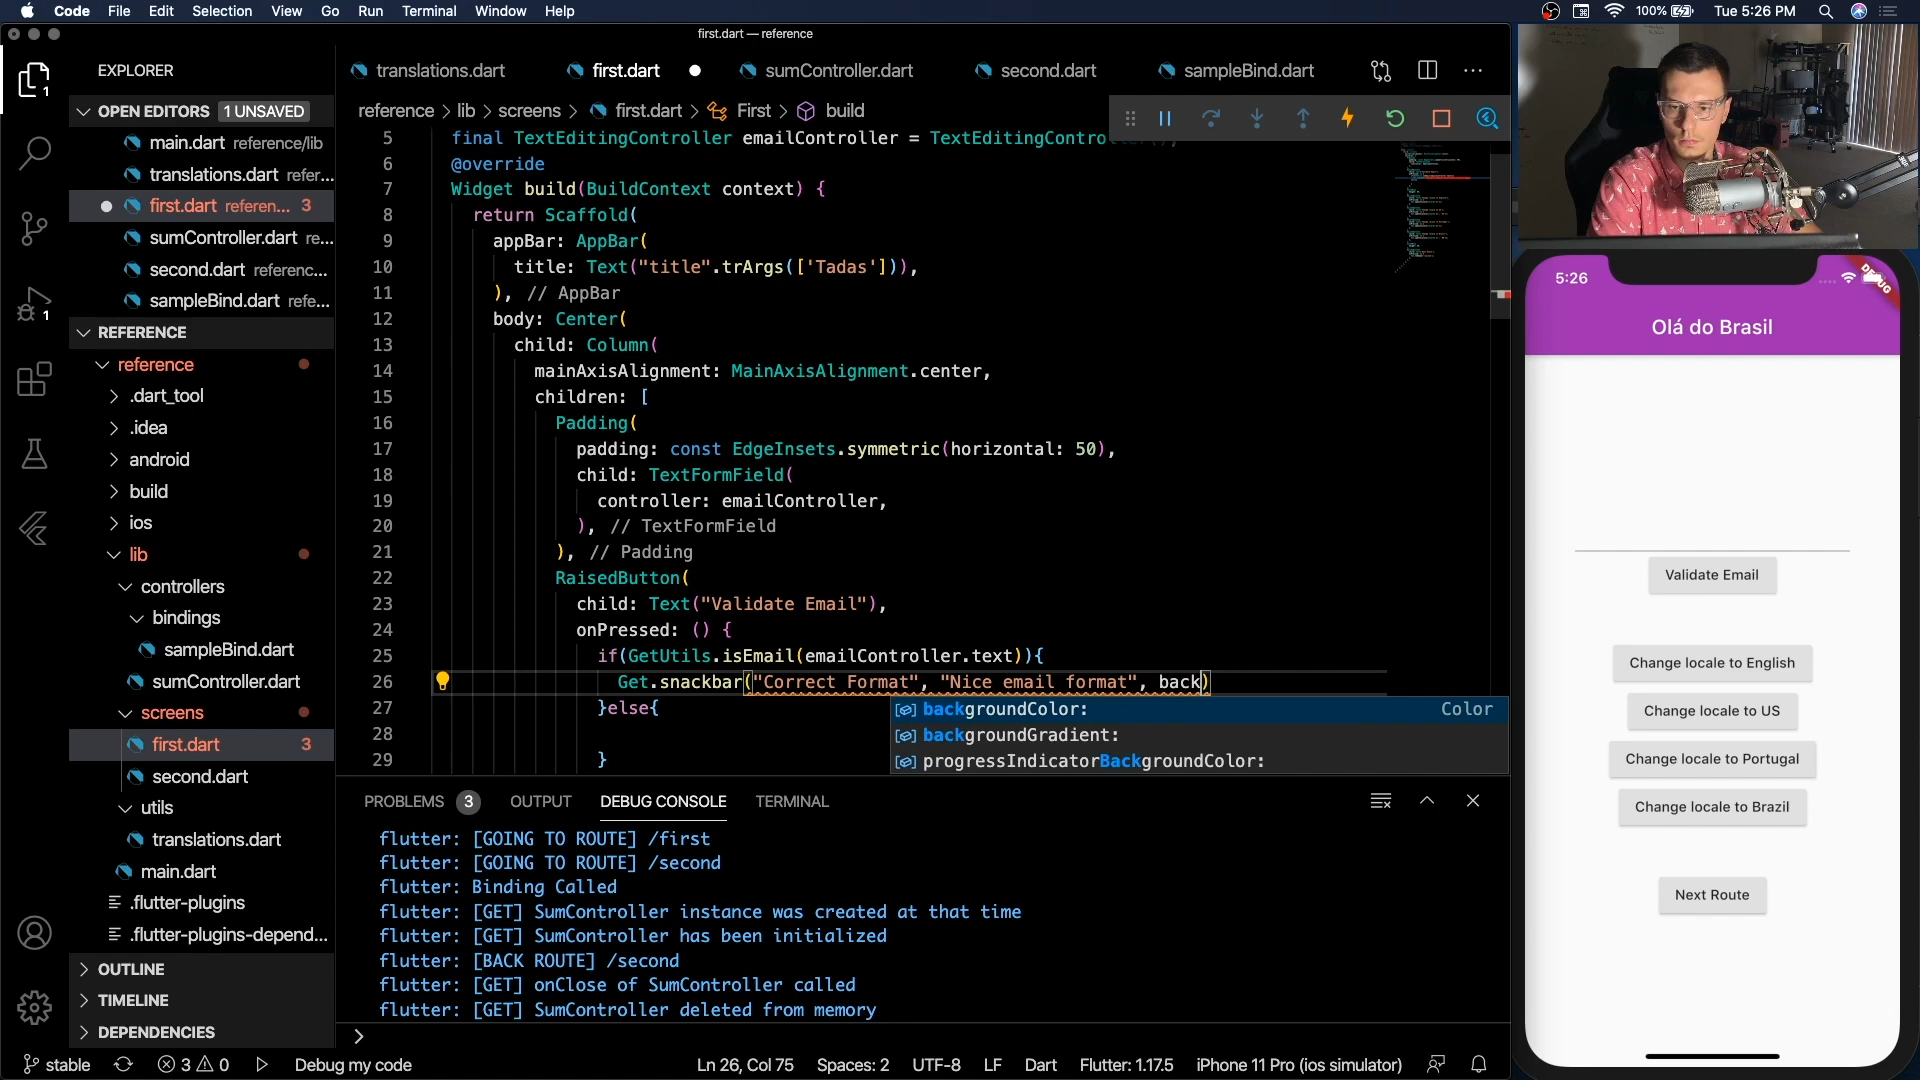 Code File Edit Selection View Go Run Terminal Window Help
100% Tue 5:26 PM
first.dart — reference
EXPLORER
OPEN EDITORS 1 UNSAVED
main.dart reference/lib
translations.dart refer...
first.dart referen... 3
sumController.dart re...
second.dart referenc...
sampleBind.dart refe...
REFERENCE
reference
.dart_tool
.idea
android
build
ios
lib
controllers
bindings
sampleBind.dart
sumController.dart
screens
first.dart 3
second.dart
utils
translations.dart
main.dart
.flutter-plugins
.flutter-plugins-depend...
OUTLINE
TIMELINE
DEPENDENCIES
1
1
translations.dart first.dart sumController.dart second.dart sampleBind.dart
reference > lib > screens > first.dart > First > build
5 final TextEditingController emailController = TextEditingController();
6 @override
7 Widget build(BuildContext context) {
8 return Scaffold(
9 appBar: AppBar(
10 title: Text("title".trArgs(['Tadas'])),
11 ), // AppBar
12 body: Center(
13 child: Column(
14 mainAxisAlignment: MainAxisAlignment.center,
15 children: [
16 Padding(
17 padding: const EdgeInsets.symmetric(horizontal: 50),
18 child: TextFormField(
19 controller: emailController,
20 ), // TextFormField
21 ), // Padding
22 RaisedButton(
23 child: Text("Validate Email"),
24 onPressed: () {
25 if(GetUtils.isEmail(emailController.text)){
26 Get.snackbar("Correct Format", "Nice email format", back)
27 }else{
28
29 }
backgroundColor: Color
backgroundGradient:
progressIndicatorBackgroundColor:
PROBLEMS 3 OUTPUT DEBUG CONSOLE TERMINAL
flutter: [GOING TO ROUTE] /first
flutter: [GOING TO ROUTE] /second
flutter: Binding Called
flutter: [GET] SumController instance was created at that time
flutter: [GET] SumController has been initialized
flutter: [BACK ROUTE] /second
flutter: [GET] onClose of SumController called
flutter: [GET] SumController deleted from memory
>
stable 3 0 Debug my code Ln 26, Col 75 Spaces: 2 UTF-8 LF Dart Flutter: 1.17.5 iPhone 11 Pro (ios simulator)
5:26
DEBUG
Olá do Brasil
Validate Email
Change locale to English
Change locale to US
Change locale to Portugal
Change locale to Brazil
Next Route